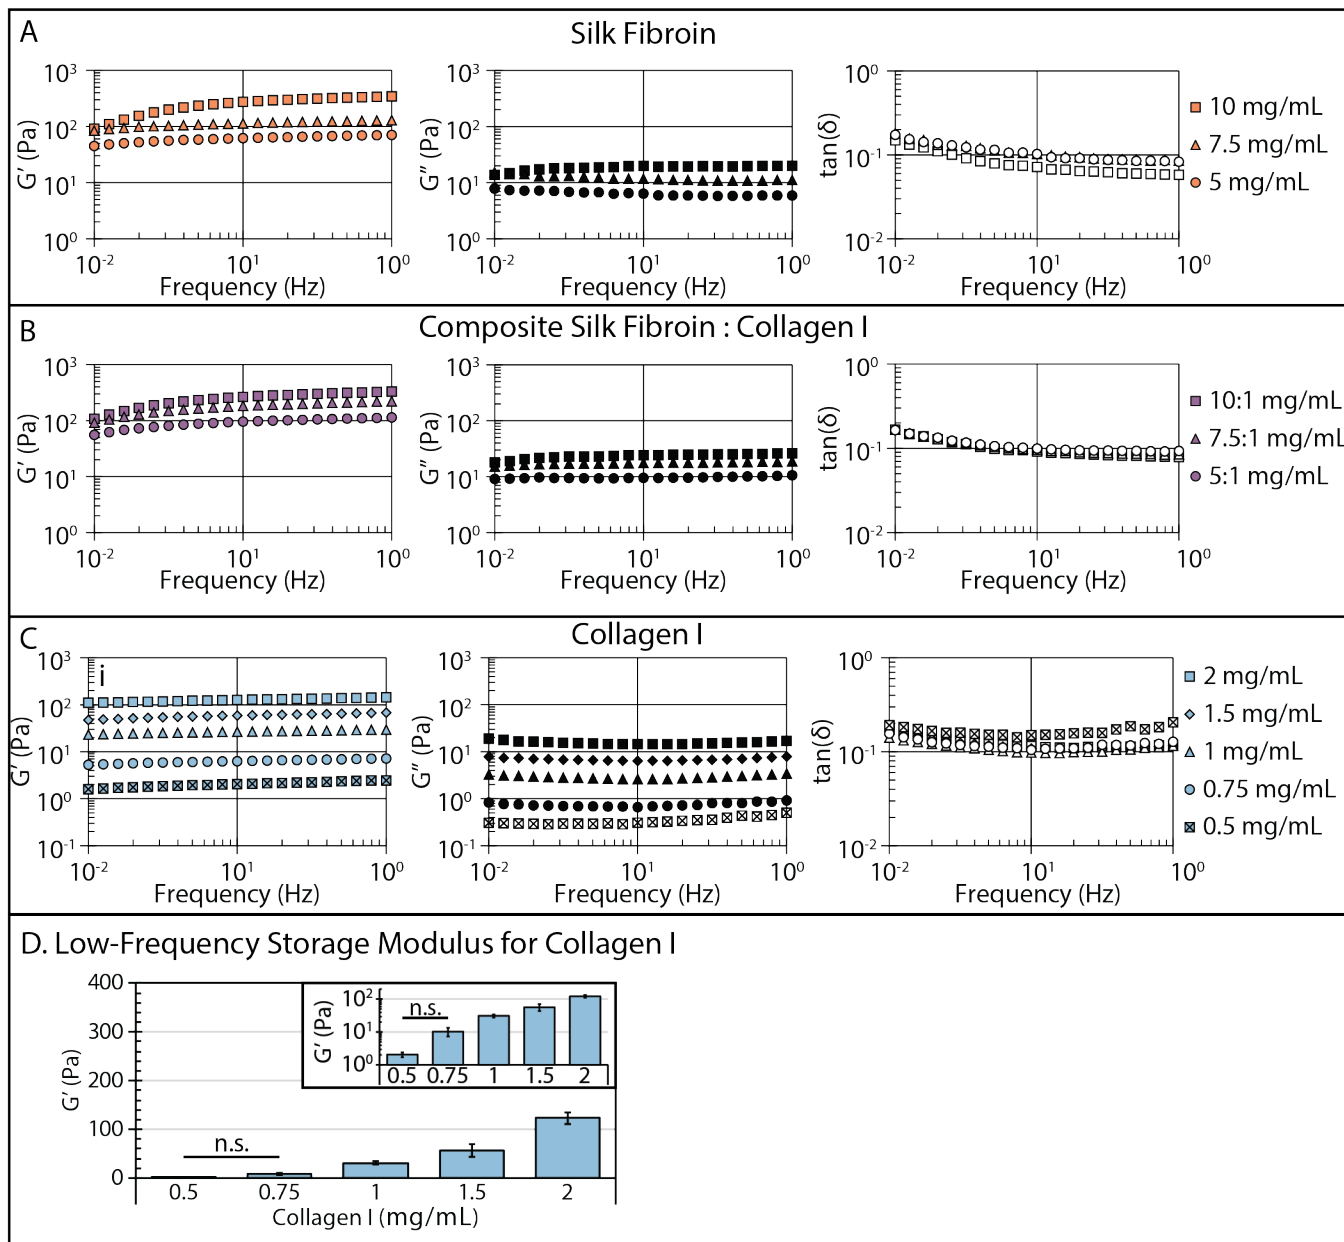 A
Silk Fibroin
10³
10²
10¹
10⁰
G′ (Pa)
10⁻² 10¹ 10⁰
Frequency (Hz)
10³
10²
10¹
10⁰
G″ (Pa)
10⁻² 10¹ 10⁰
Frequency (Hz)
10⁰
10⁻¹
10⁻²
tan(δ)
10⁻² 10¹ 10⁰
Frequency (Hz)
10 mg/mL
7.5 mg/mL
5 mg/mL
B
Composite Silk Fibroin : Collagen I
10³
10²
10¹
10⁰
G′ (Pa)
10⁻² 10¹ 10⁰
Frequency (Hz)
10³
10²
10¹
10⁰
G″ (Pa)
10⁻² 10¹ 10⁰
Frequency (Hz)
10⁰
10⁻¹
10⁻²
tan(δ)
10⁻² 10¹ 10⁰
Frequency (Hz)
10:1 mg/mL
7.5:1 mg/mL
5:1 mg/mL
C
Collagen I
i
10³
10²
10¹
10⁰
10⁻¹
G′ (Pa)
10⁻² 10¹ 10⁰
Frequency (Hz)
10³
10²
10¹
10⁰
10⁻¹
G″ (Pa)
10⁻² 10¹ 10⁰
Frequency (Hz)
10⁰
10⁻¹
10⁻²
tan(δ)
10⁻² 10¹ 10⁰
Frequency (Hz)
2 mg/mL
1.5 mg/mL
1 mg/mL
0.75 mg/mL
0.5 mg/mL
D. Low-Frequency Storage Modulus for Collagen I
400
300
200
100
0
G′ (Pa)
n.s.
0.5 0.75 1 1.5 2
Collagen I (mg/mL)
10²
10¹
10⁰
G′ (Pa)
n.s.
0.5 0.75 1 1.5 2